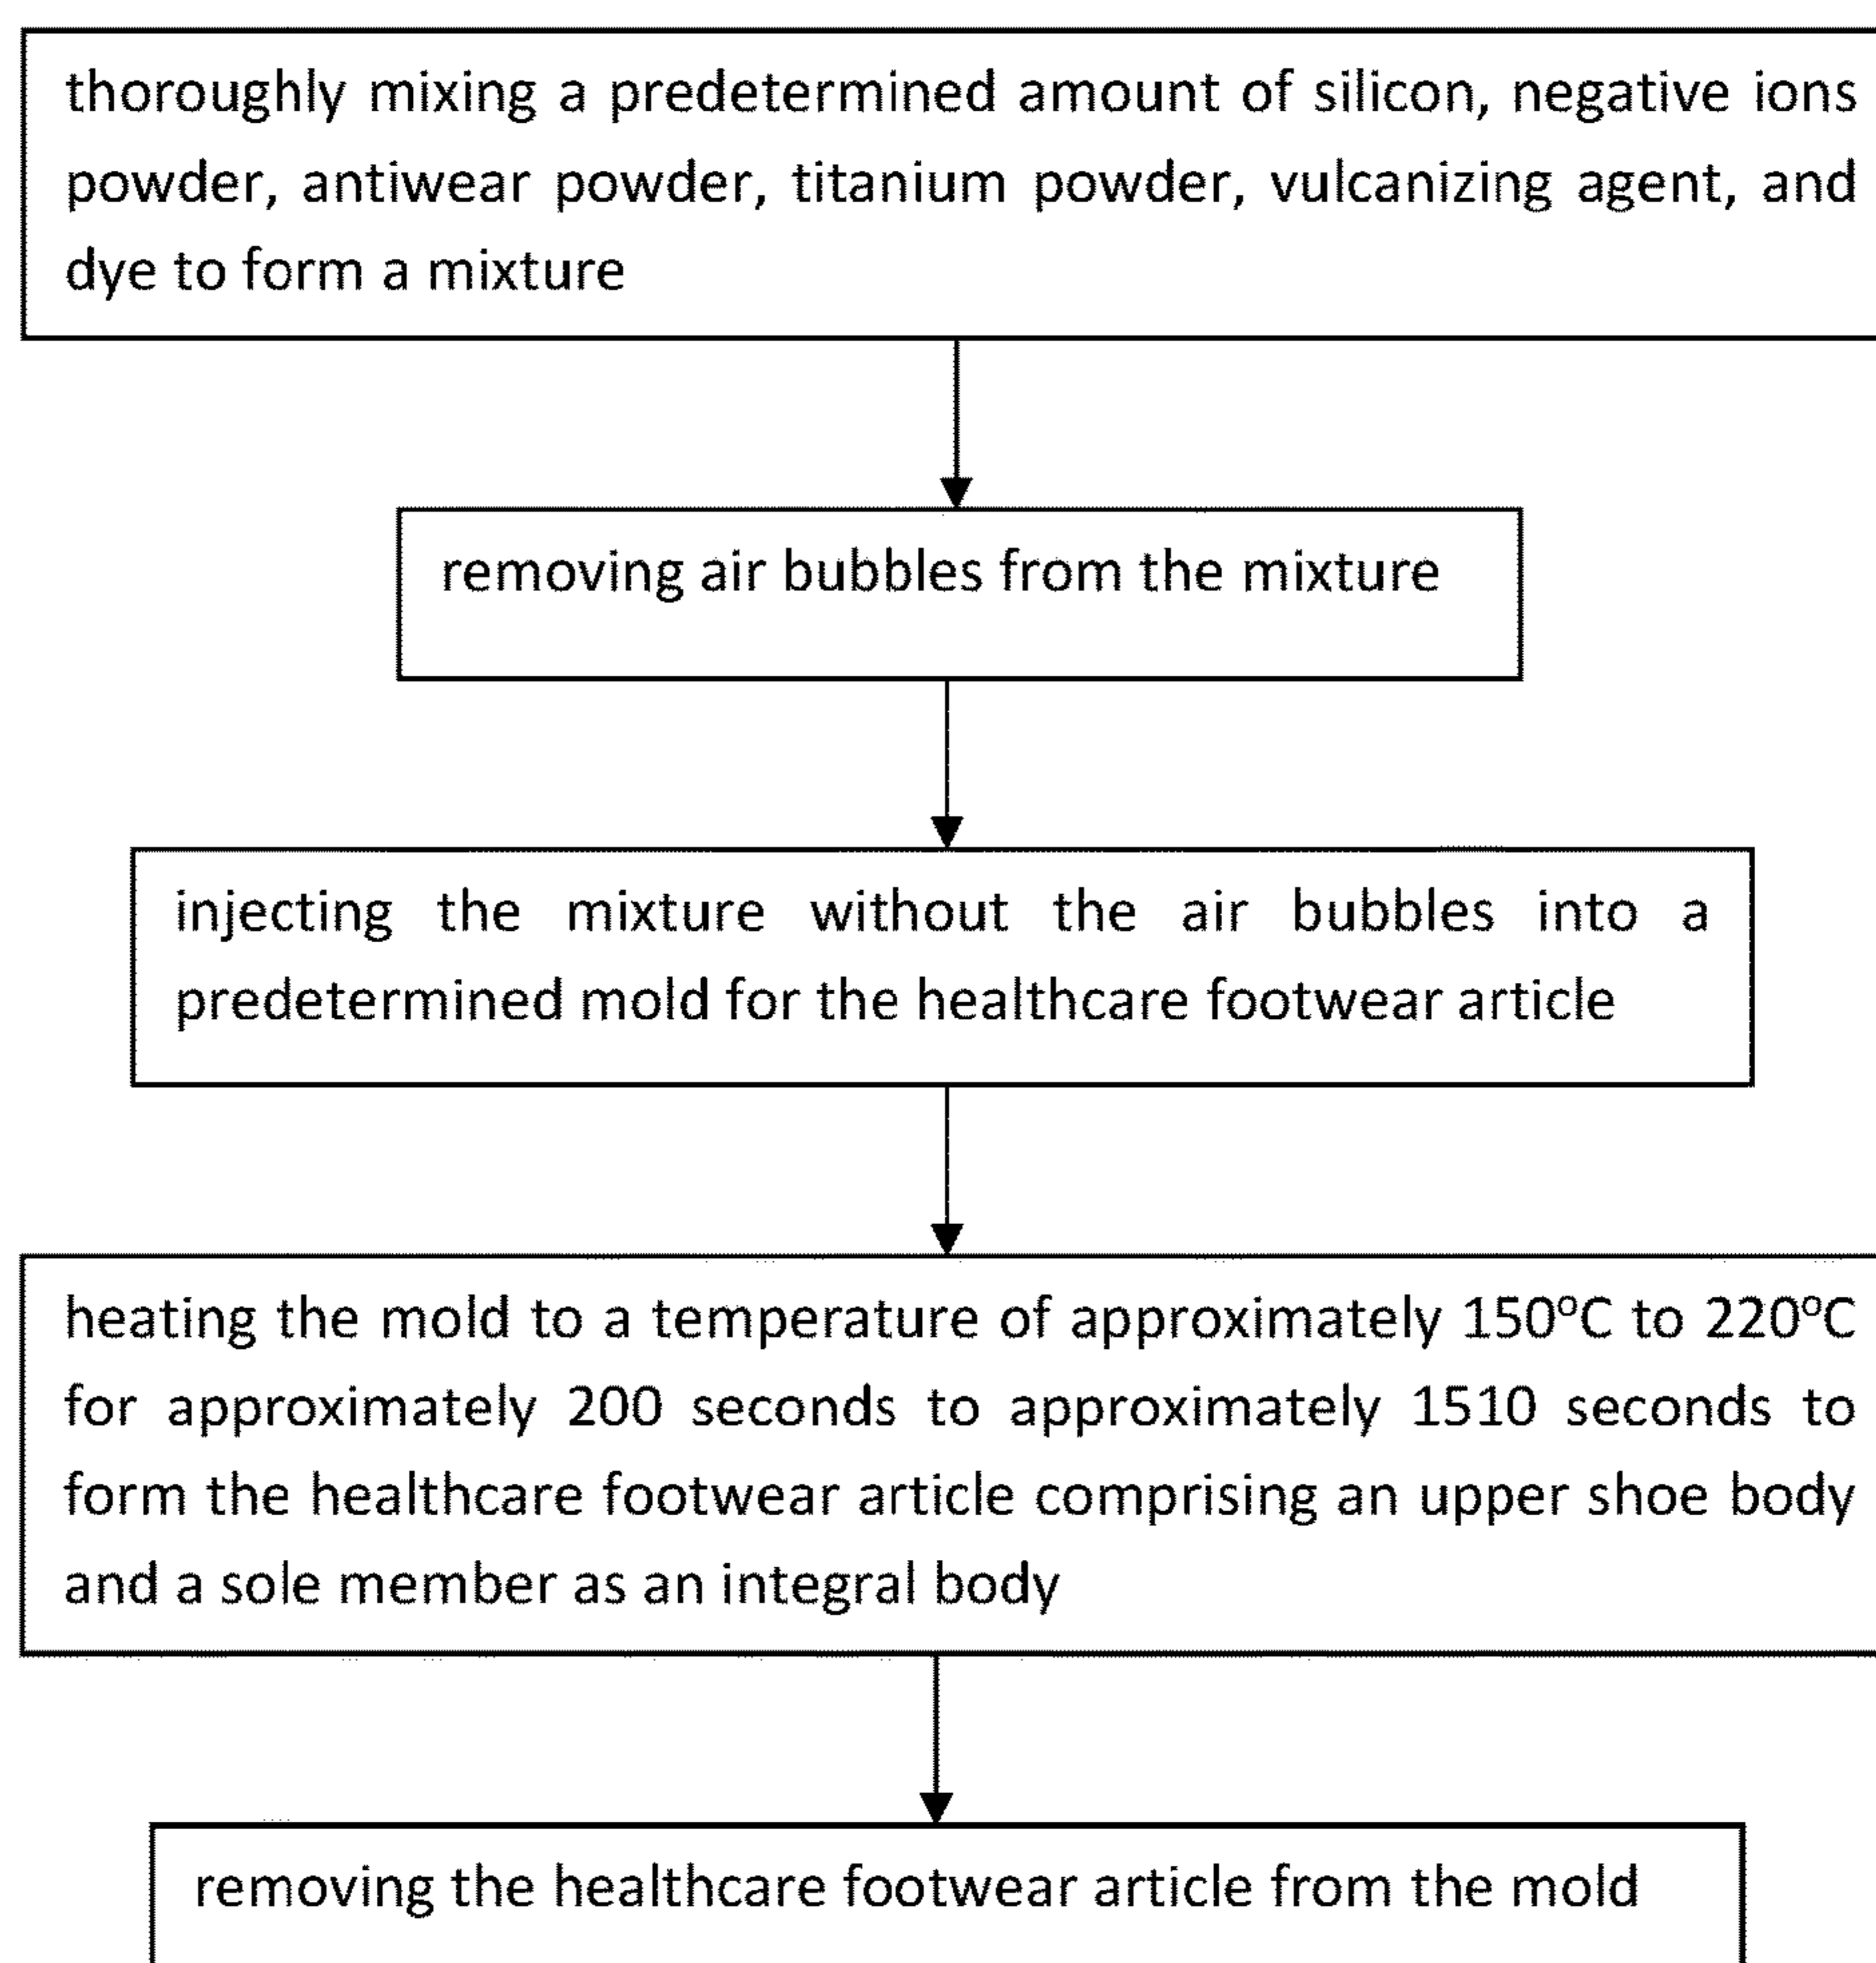 thoroughly mixing a predetermined amount of silicon, negative ions
powder, antiwear powder, titanium powder, vulcanizing agent, and
dye to form a mixture
removing air bubbles from the mixture
injecting the mixture without the air bubbles into a
predetermined mold for the healthcare footwear article
heating the mold to a temperature of approximately 150°C to 220°C
for approximately 200 seconds to approximately 1510 seconds to
form the healthcare footwear article comprising an upper shoe body
and a sole member as an integral body
removing the healthcare footwear article from the mold